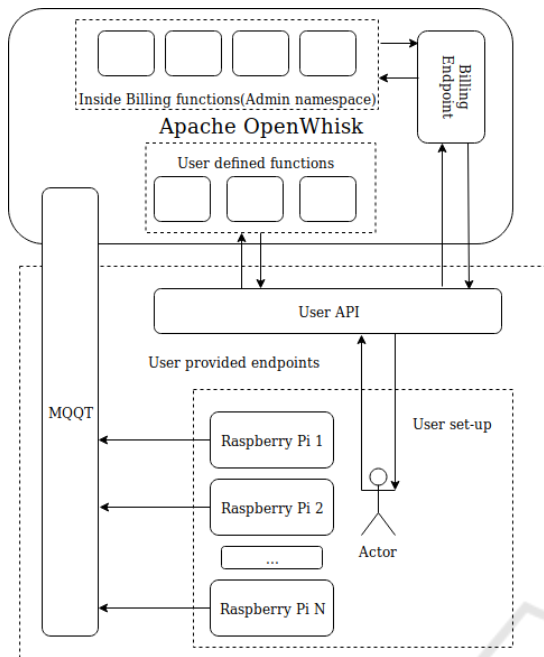 Inside Billing functions(Admin namespace)
Billing
Endpoint
Apache OpenWhisk
User defined functions
User API
User provided endpoints
MQQT
User set-up
Raspberry Pi 1
Raspberry Pi 2
...
Actor
Raspberry Pi N